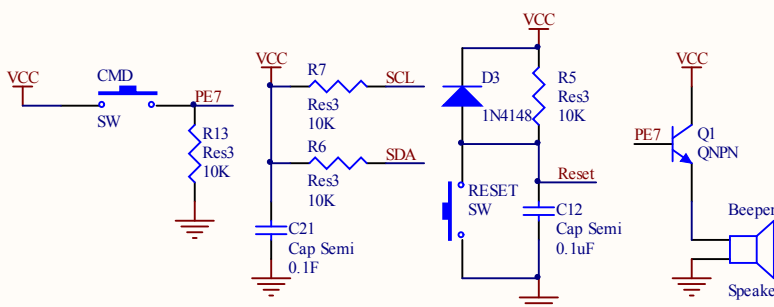 VCC
CMD
PE7
SW
R13
Res3
10K
VCC
R7
SCL
Res3
10K
R6
SDA
Res3
10K
C21
Cap Semi
0.1F
VCC
D3
1N4148
R5
Res3
10K
Reset
RESET
SW
C12
Cap Semi
0.1uF
VCC
PE7
Q1
QNPN
Beeper
Speake